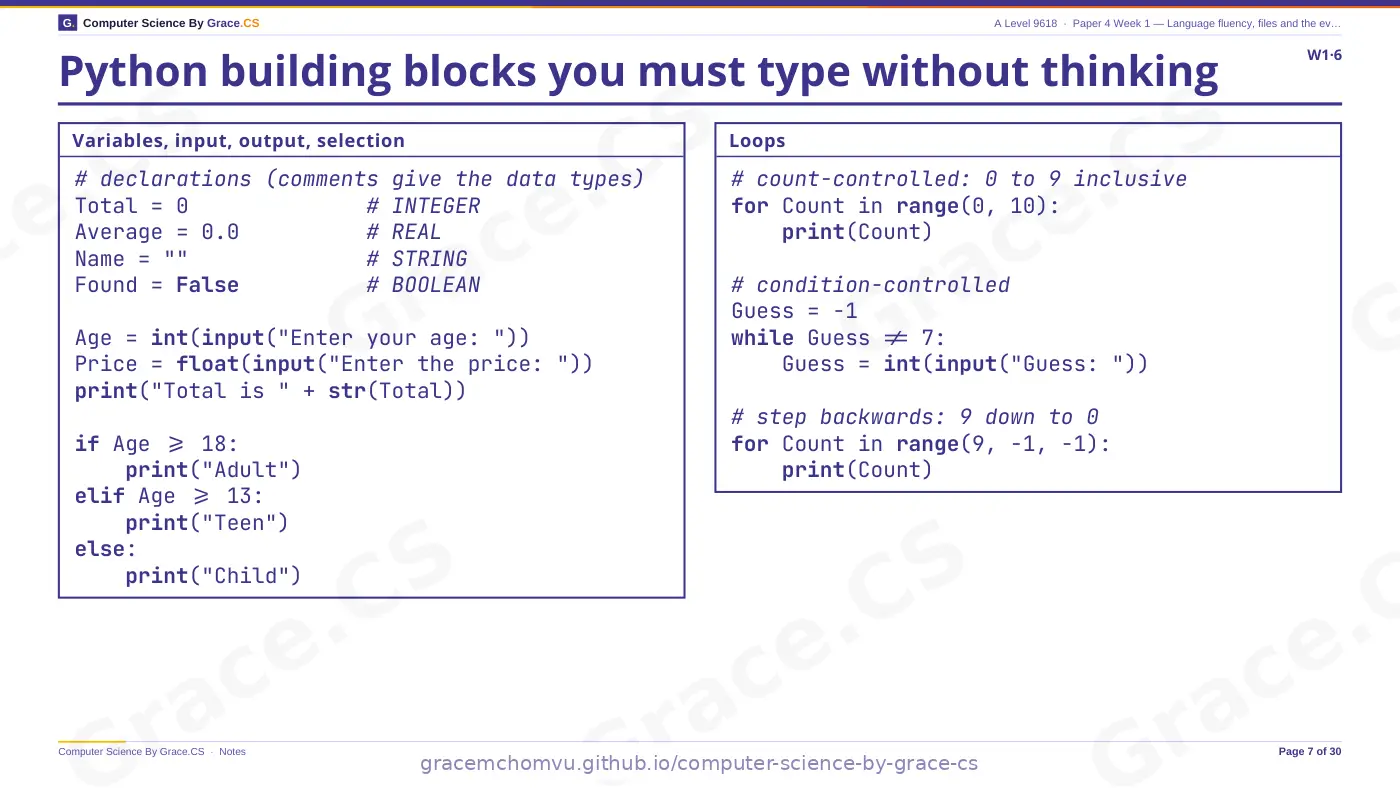 G. Computer Science By Grace.CS
A Level 9618 · Paper 4 Week 1 — Language fluency, files and the ev…
Python building blocks you must type without thinking
W1·6
Variables, input, output, selection
# declarations (comments give the data types)
Total = 0 # INTEGER
Average = 0.0 # REAL
Name = "" # STRING
Found = False # BOOLEAN
Age = int(input("Enter your age: "))
Price = float(input("Enter the price: "))
print("Total is " + str(Total))
if Age ≥ 18:
    print("Adult")
elif Age ≥ 13:
    print("Teen")
else:
    print("Child")
Loops
# count-controlled: 0 to 9 inclusive
for Count in range(0, 10):
    print(Count)
# condition-controlled
Guess = -1
while Guess ≠ 7:
    Guess = int(input("Guess: "))
# step backwards: 9 down to 0
for Count in range(9, -1, -1):
    print(Count)
Computer Science By Grace.CS · Notes
gracemchomvu.github.io/computer-science-by-grace-cs
Page 7 of 30